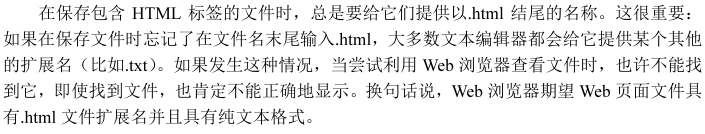 在保存包含 HTML 标签的文件时，总是要给它们提供以.html 结尾的名称。这很重要：
如果在保存文件时忘记了在文件名末尾输入.html，大多数文本编辑器都会给它提供某个其他
的扩展名（比如.txt）。如果发生这种情况，当尝试利用 Web 浏览器查看文件时，也许不能找
到它，即使找到文件，也肯定不能正确地显示。换句话说，Web 浏览器期望 Web 页面文件具
有.html 文件扩展名并且具有纯文本格式。